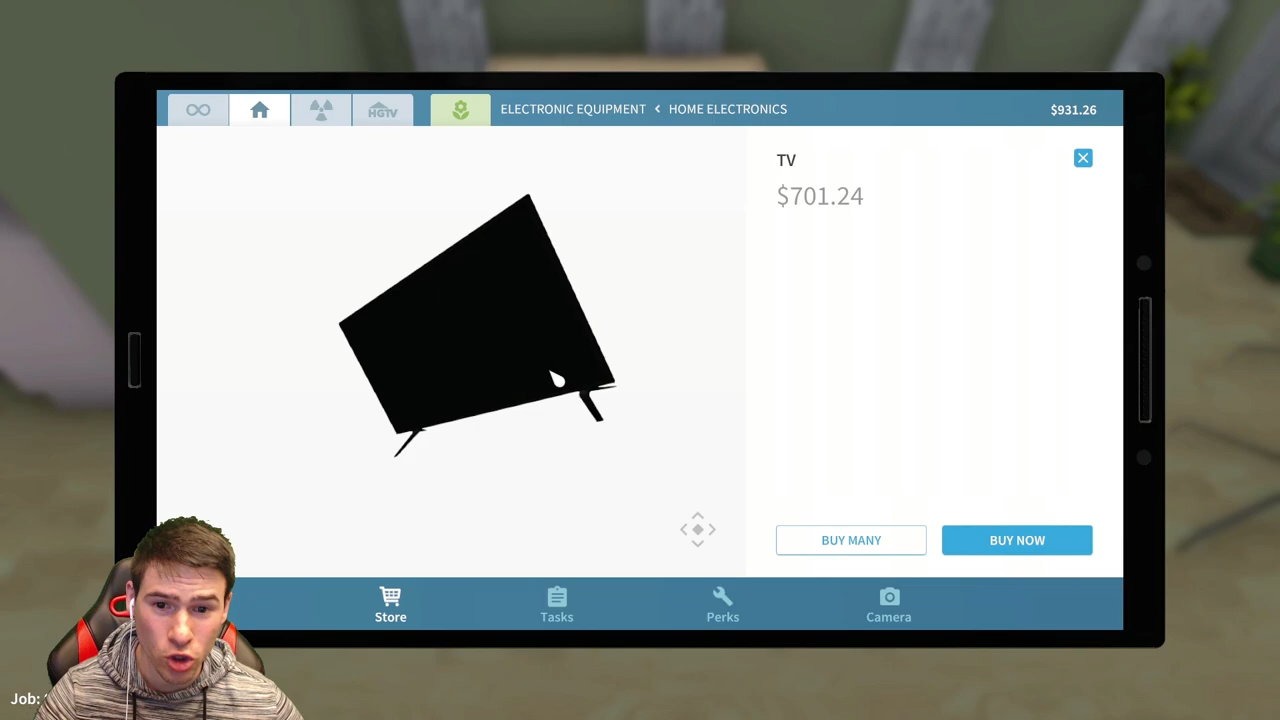 HGTV
ELECTRONIC EQUIPMENT < HOME ELECTRONICS
$931.26
TV
$701.24
BUY MANY
BUY NOW
Store
Tasks
Perks
Camera
Job: